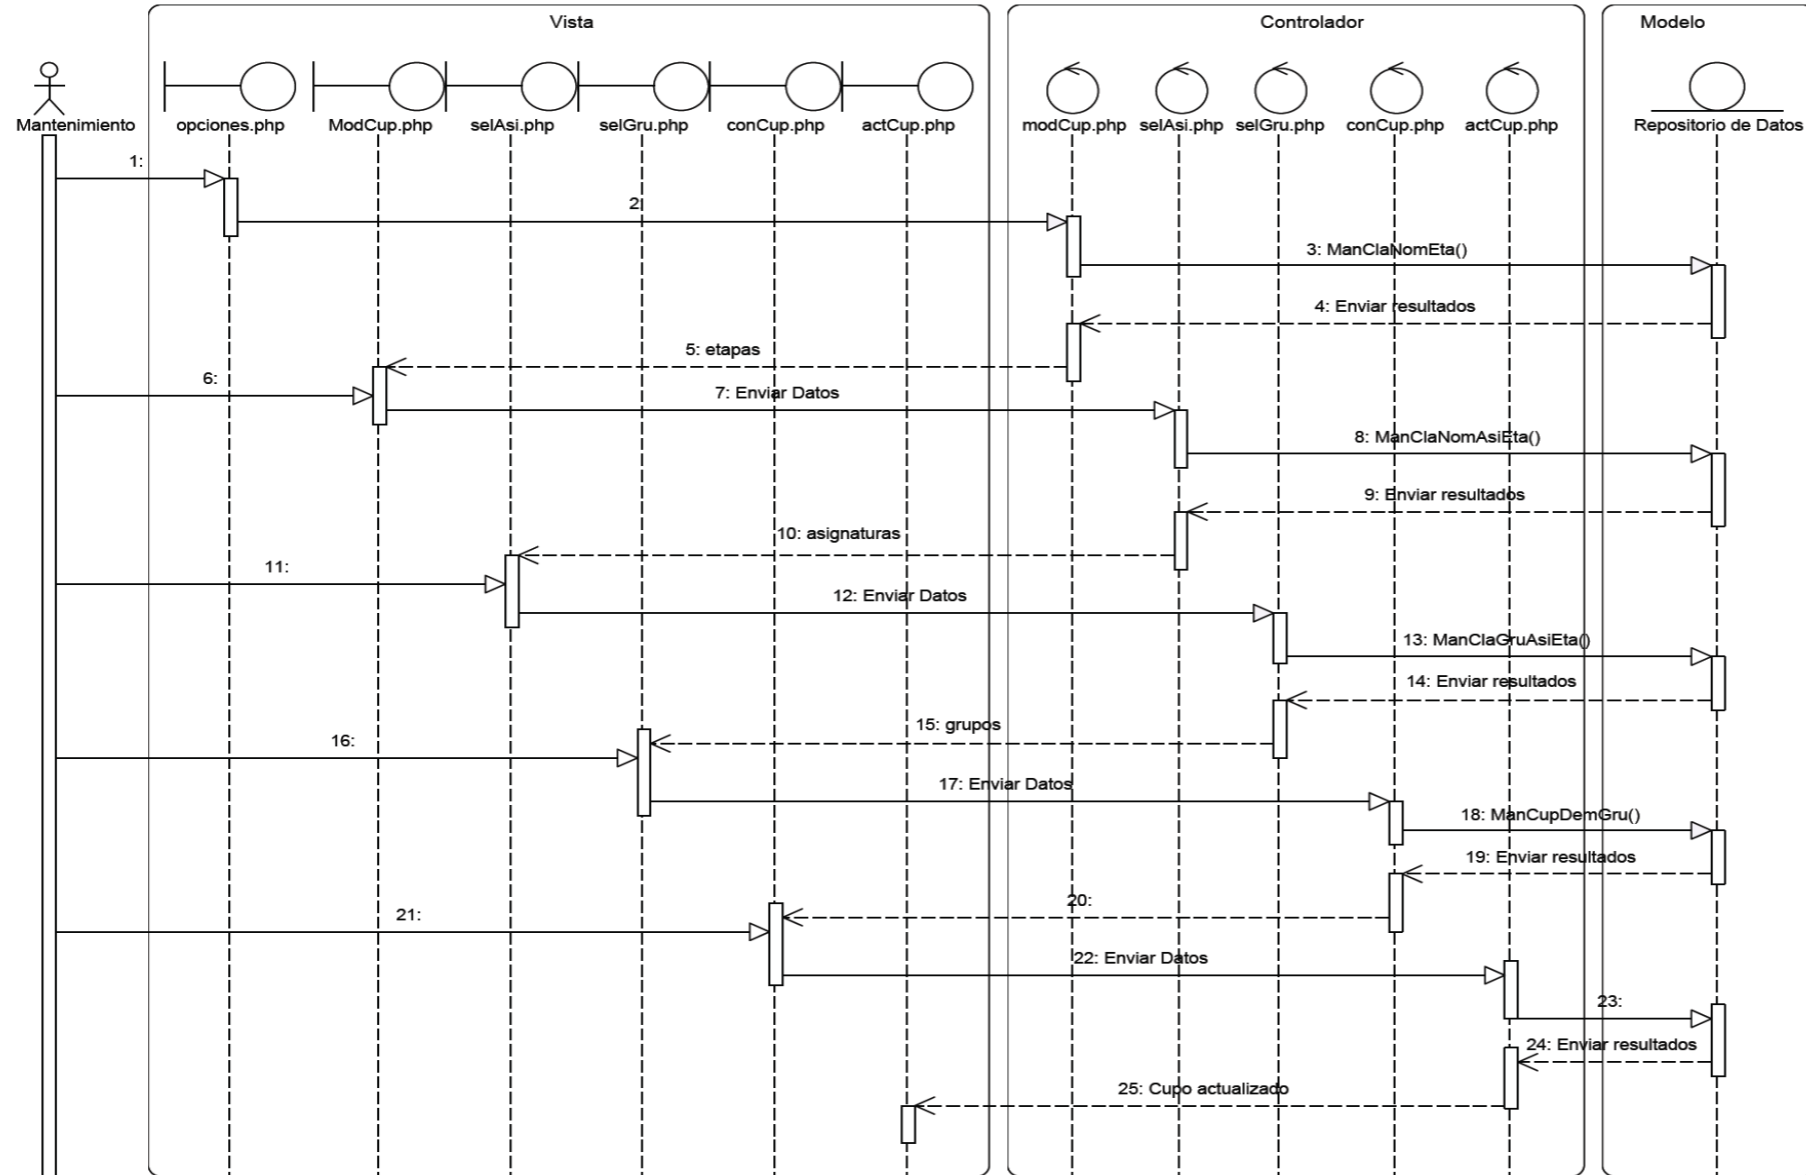 Vista
Controlador
Modelo
Mantenimiento
opciones.php
ModCup.php
selAsi.php
selGru.php
conCup.php
actCup.php
modCup.php
selAsi.php
selGru.php
conCup.php
actCup.php
Repositorio de Datos
1:
2:
3: ManClaNomEta()
4: Enviar resultados
5: etapas
6:
7: Enviar Datos
8: ManClaNomAsiEta()
9: Enviar resultados
10: asignaturas
11:
12: Enviar Datos
13: ManClaGruAsiEta()
14: Enviar resultados
15: grupos
16:
17: Enviar Datos
18: ManCupDemGru()
19: Enviar resultados
20:
21:
22: Enviar Datos
23:
24: Enviar resultados
25: Cupo actualizado